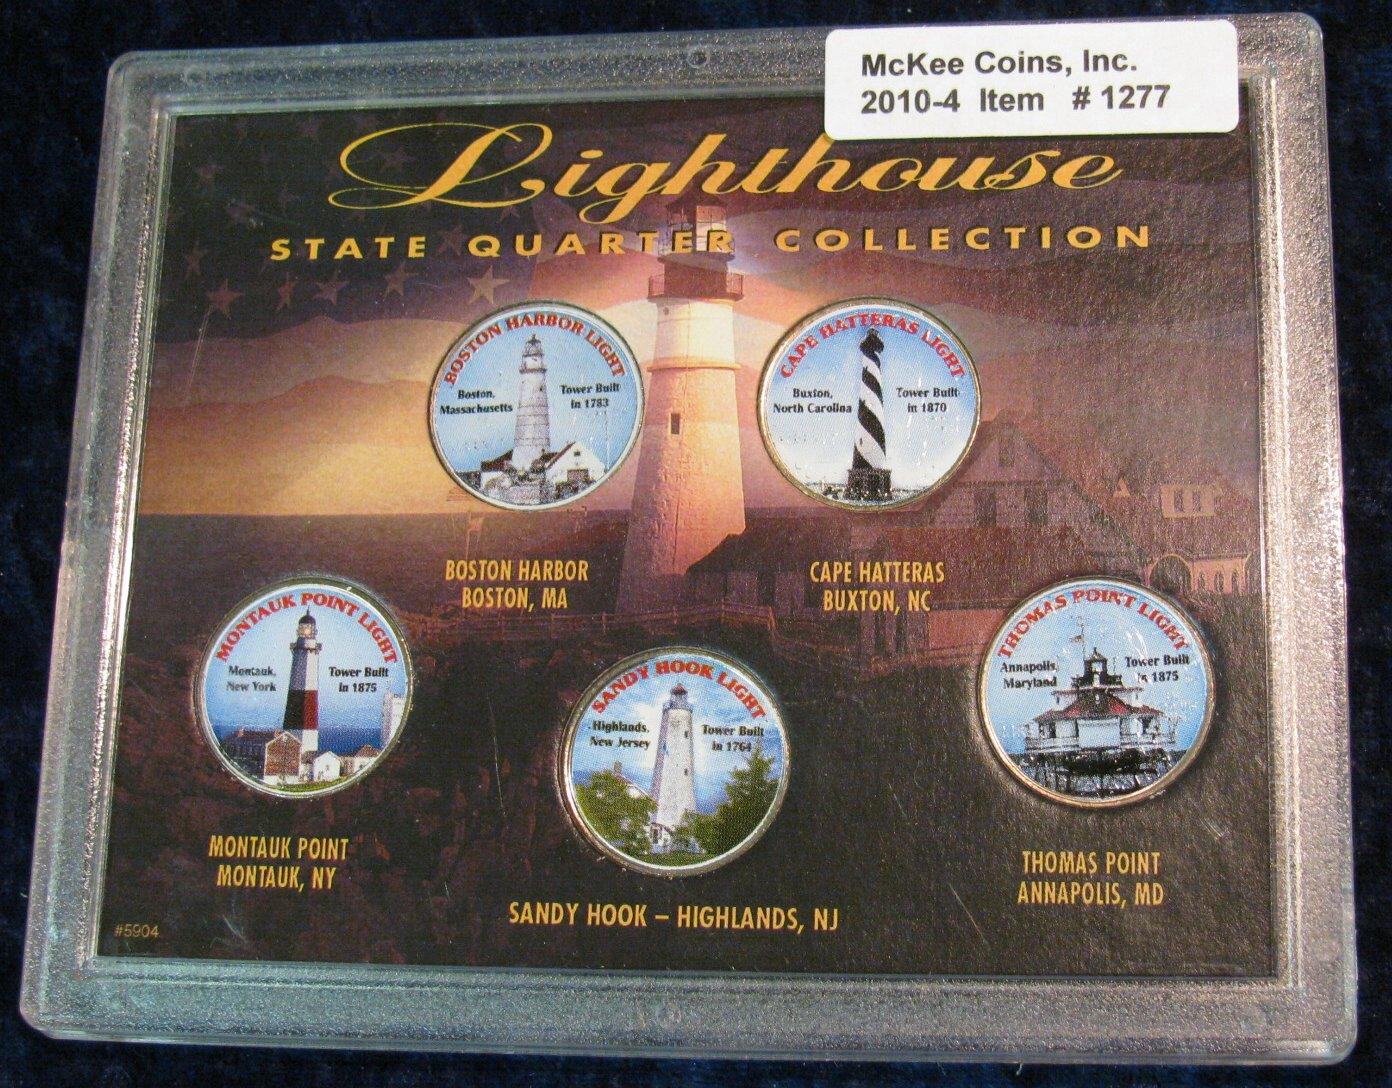 McKee Coins, Inc.
2010-4 Item # 1277
Lighthouse
STATE QUARTER COLLECTION
BOSTON HARBOR LIGHT
Boston,
Massachusetts
Tower Built
in 1783
CAPE HATTERAS LIGHT
Buxton,
North Carolina
Tower Built
in 1870
BOSTON HARBOR
BOSTON, MA
CAPE HATTERAS
BUXTON, NC
MONTAUK POINT LIGHT
Montauk,
New York
Tower Built
in 1875
SANDY HOOK LIGHT
Highlands,
New Jersey
Tower Built
in 1764
THOMAS POINT LIGHT
Annapolis,
Maryland
Tower Built
in 1875
MONTAUK POINT
MONTAUK, NY
SANDY HOOK – HIGHLANDS, NJ
THOMAS POINT
ANNAPOLIS, MD
#5904